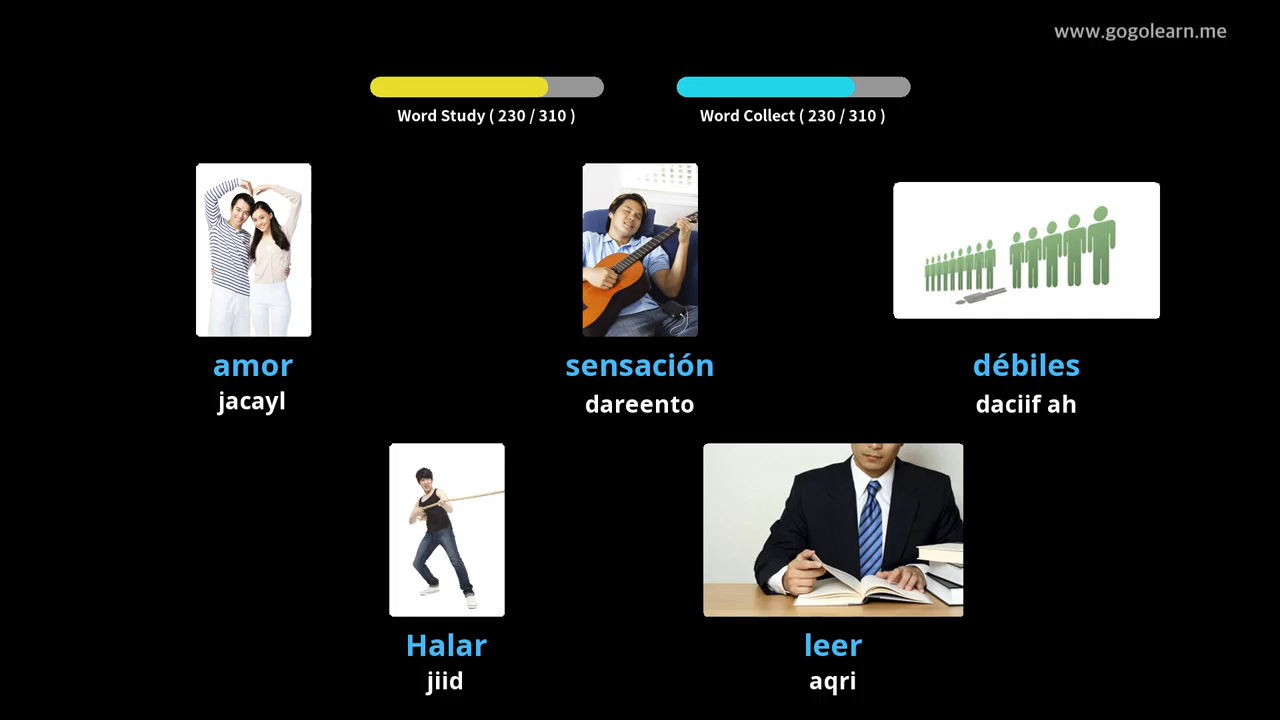 www.gogolearn.me
Word Study ( 230 / 310 )
Word Collect ( 230 / 310 )
amor
jacayl
sensación
dareento
débiles
daciif ah
Halar
jiid
leer
aqri